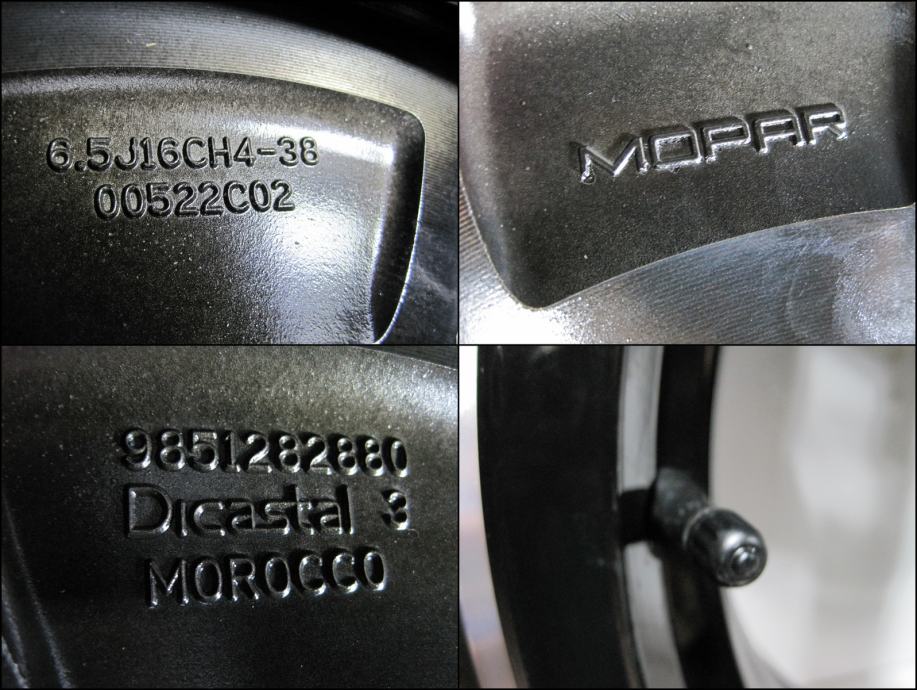 6.5J16CH4-38
00522C02
MOPAR
9851282880
Dicastal 3
MOROCCO